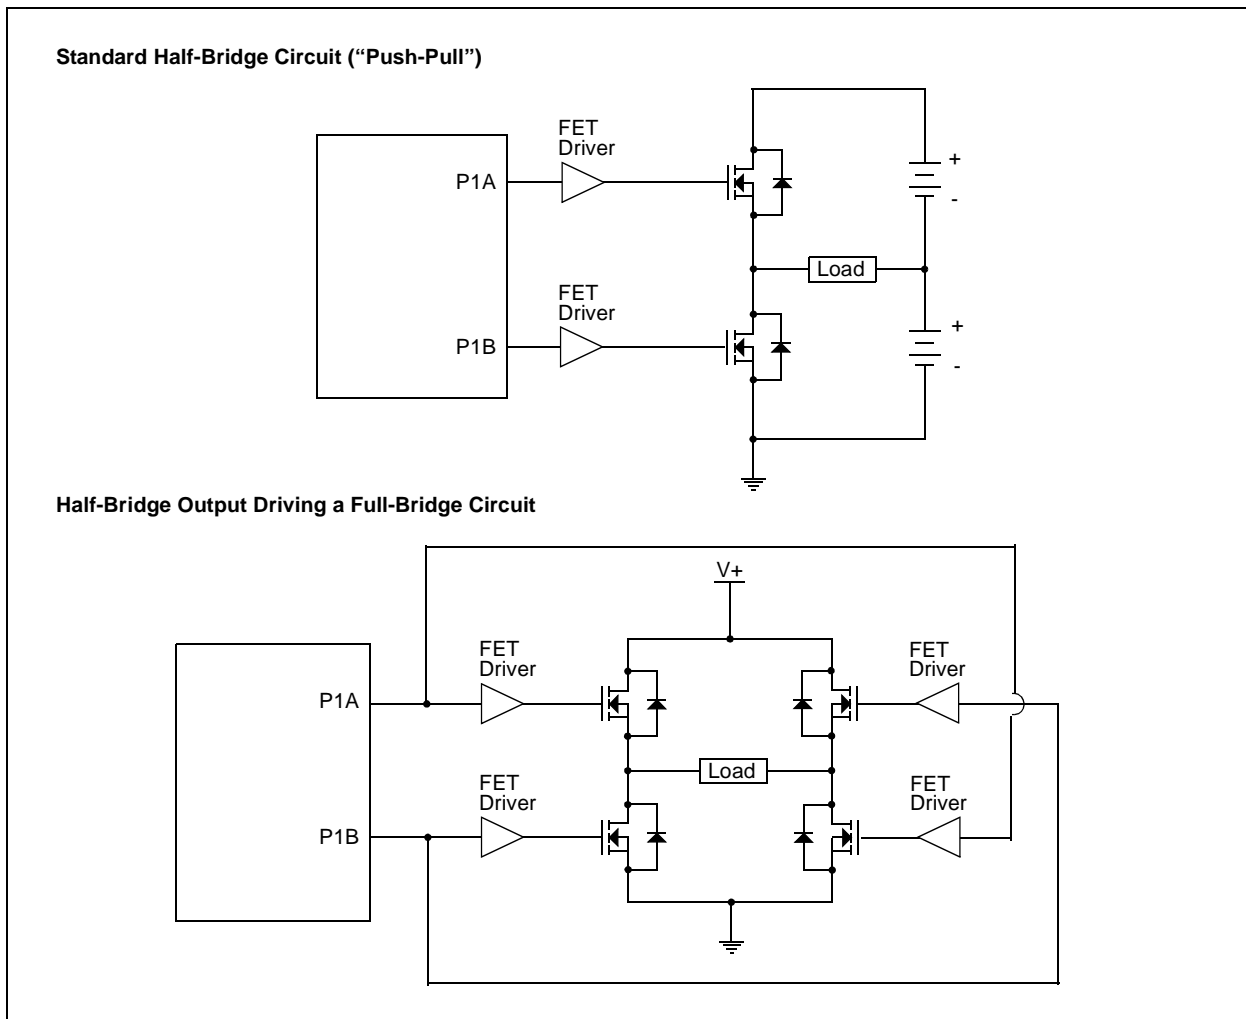 Standard Half-Bridge Circuit (“Push-Pull”)
FET
Driver
P1A
+
-
Load
FET
Driver
P1B
+
-
Half-Bridge Output Driving a Full-Bridge Circuit
V+
FET
Driver
FET
Driver
P1A
Load
FET
Driver
FET
Driver
P1B